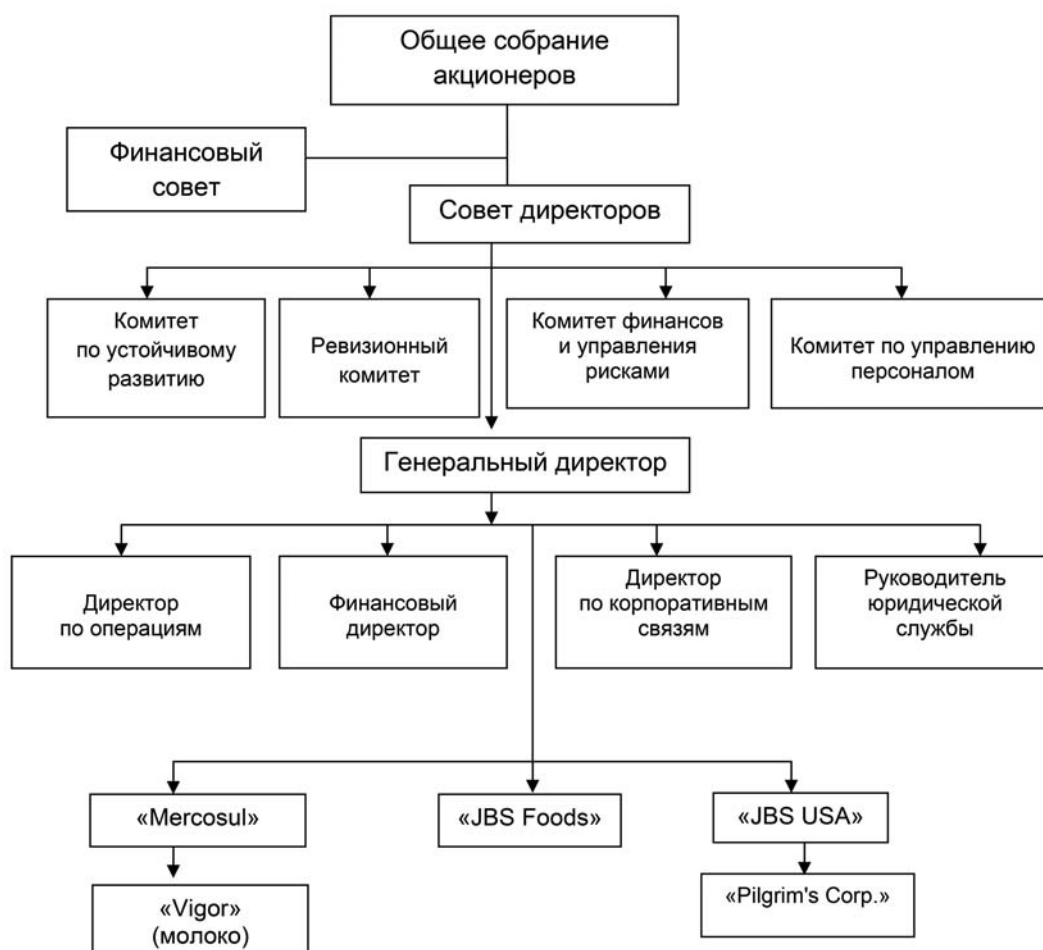 Общее собрание
акционеров
Финансовый
совет
Совет директоров
Комитет
по устойчивому
развитию
Ревизионный
комитет
Комитет финансов
и управления
рисками
Комитет по управлению
персоналом
Генеральный директор
Директор
по операциям
Финансовый
директор
Директор
по корпоративным
связям
Руководитель
юридической
службы
«Mercosul»
«JBS Foods»
«JBS USA»
«Vigor»
(молоко)
«Pilgrim's Corp.»